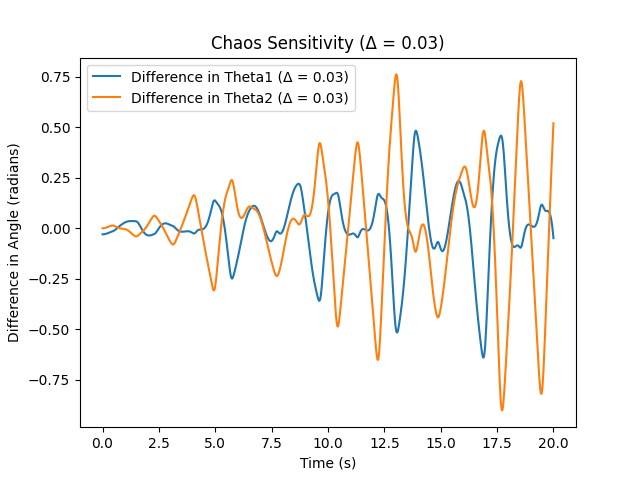 Chaos Sensitivity (Δ = 0.03)
Difference in Theta1 (Δ = 0.03)
Difference in Theta2 (Δ = 0.03)
Difference in Angle (radians)
0.75
0.50
0.25
0.00
−0.25
−0.50
−0.75
0.0 2.5 5.0 7.5 10.0 12.5 15.0 17.5 20.0
Time (s)